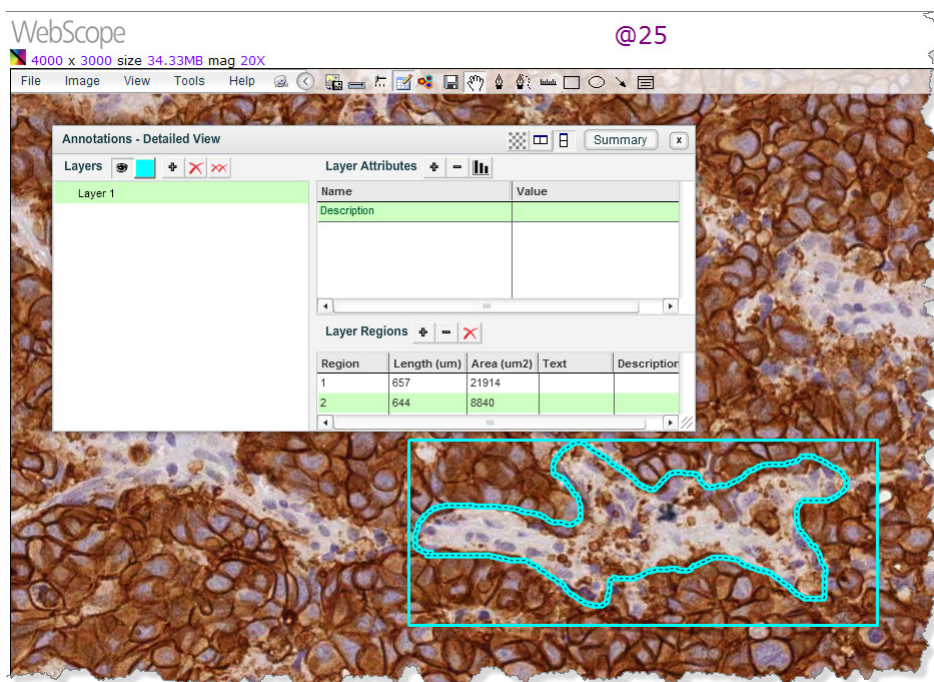 WebScope
@25
4000 x 3000 size 34.33MB mag 20X
File Image View Tools Help
Annotations - Detailed View
Summary
x
Layers
Layer Attributes
Layer 1
Name Value
Description
Layer Regions
Region Length (um) Area (um2) Text Description
1 657 21914
2 644 8840